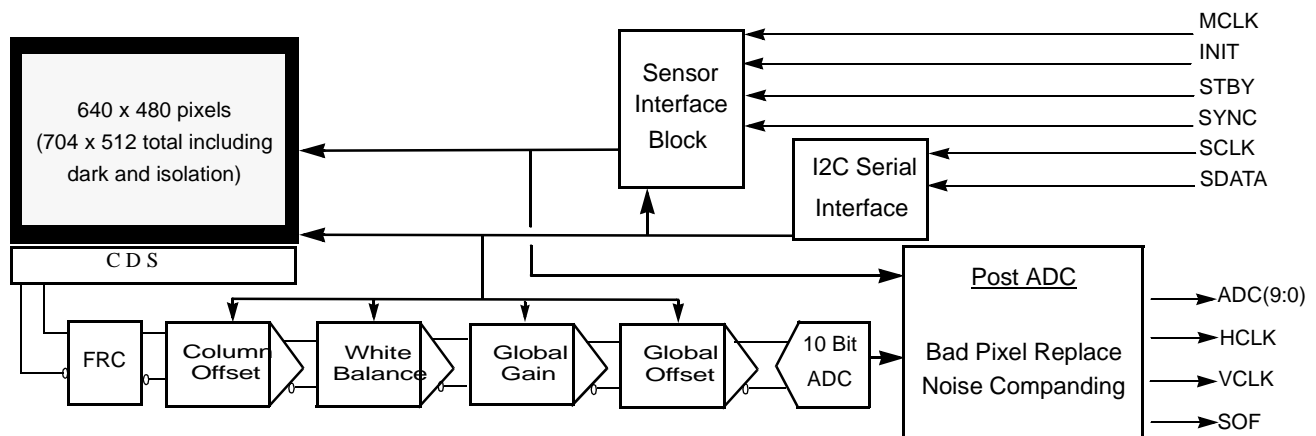 640 x 480 pixels
(704 x 512 total including
dark and isolation)
C D S
Sensor
Interface
Block
MCLK
INIT
STBY
SYNC
SCLK
SDATA
I2C Serial
Interface
FRC
Column
Offset
White
Balance
Global
Gain
Global
Offset
10 Bit
ADC
Post ADC
Bad Pixel Replace
Noise Companding
ADC(9:0)
HCLK
VCLK
SOF